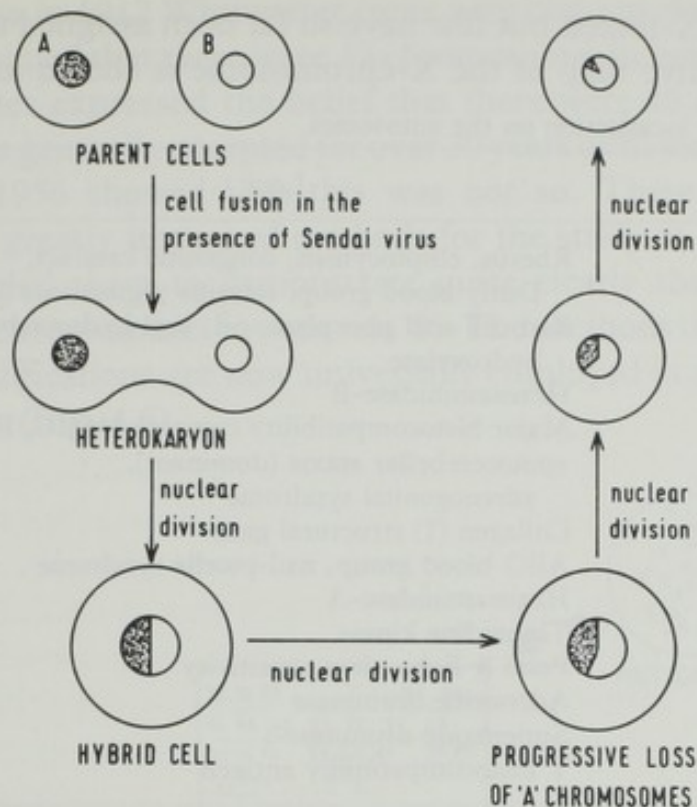 A
B
PARENT CELLS
cell fusion in the
presence of Sendai virus
HETEROKARYON
nuclear
division
HYBRID CELL
nuclear division
PROGRESSIVE LOSS
OF 'A' CHROMOSOMES
nuclear
division
nuclear
division